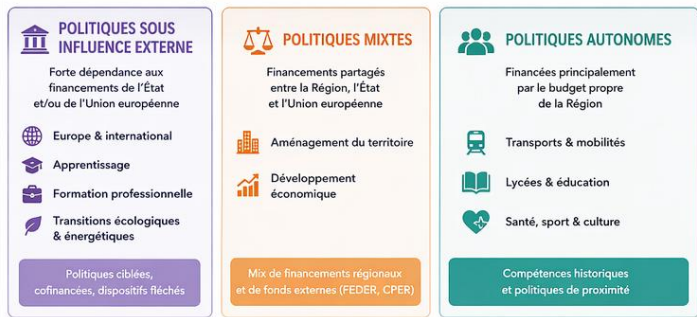 POLITIQUES SOUS
INFLUENCE EXTERNE
Forte dépendance aux
financements de l'État
et/ou de l'Union européenne
Europe & international
Apprentissage
Formation professionnelle
Transitions écologiques
& énergétiques
Politiques ciblées,
cofinancées, dispositifs fléchés
POLITIQUES MIXTES
Financements partagés
entre la Région, l'État
et l'Union européenne
Aménagement du territoire
Développement
économique
Mix de financements régionaux
et de fonds externes (FEDER, CPER)
POLITIQUES AUTONOMES
Financées principalement
par le budget propre
de la Région
Transports & mobilités
Lycées & éducation
Santé, sport & culture
Compétences historiques
et politiques de proximité